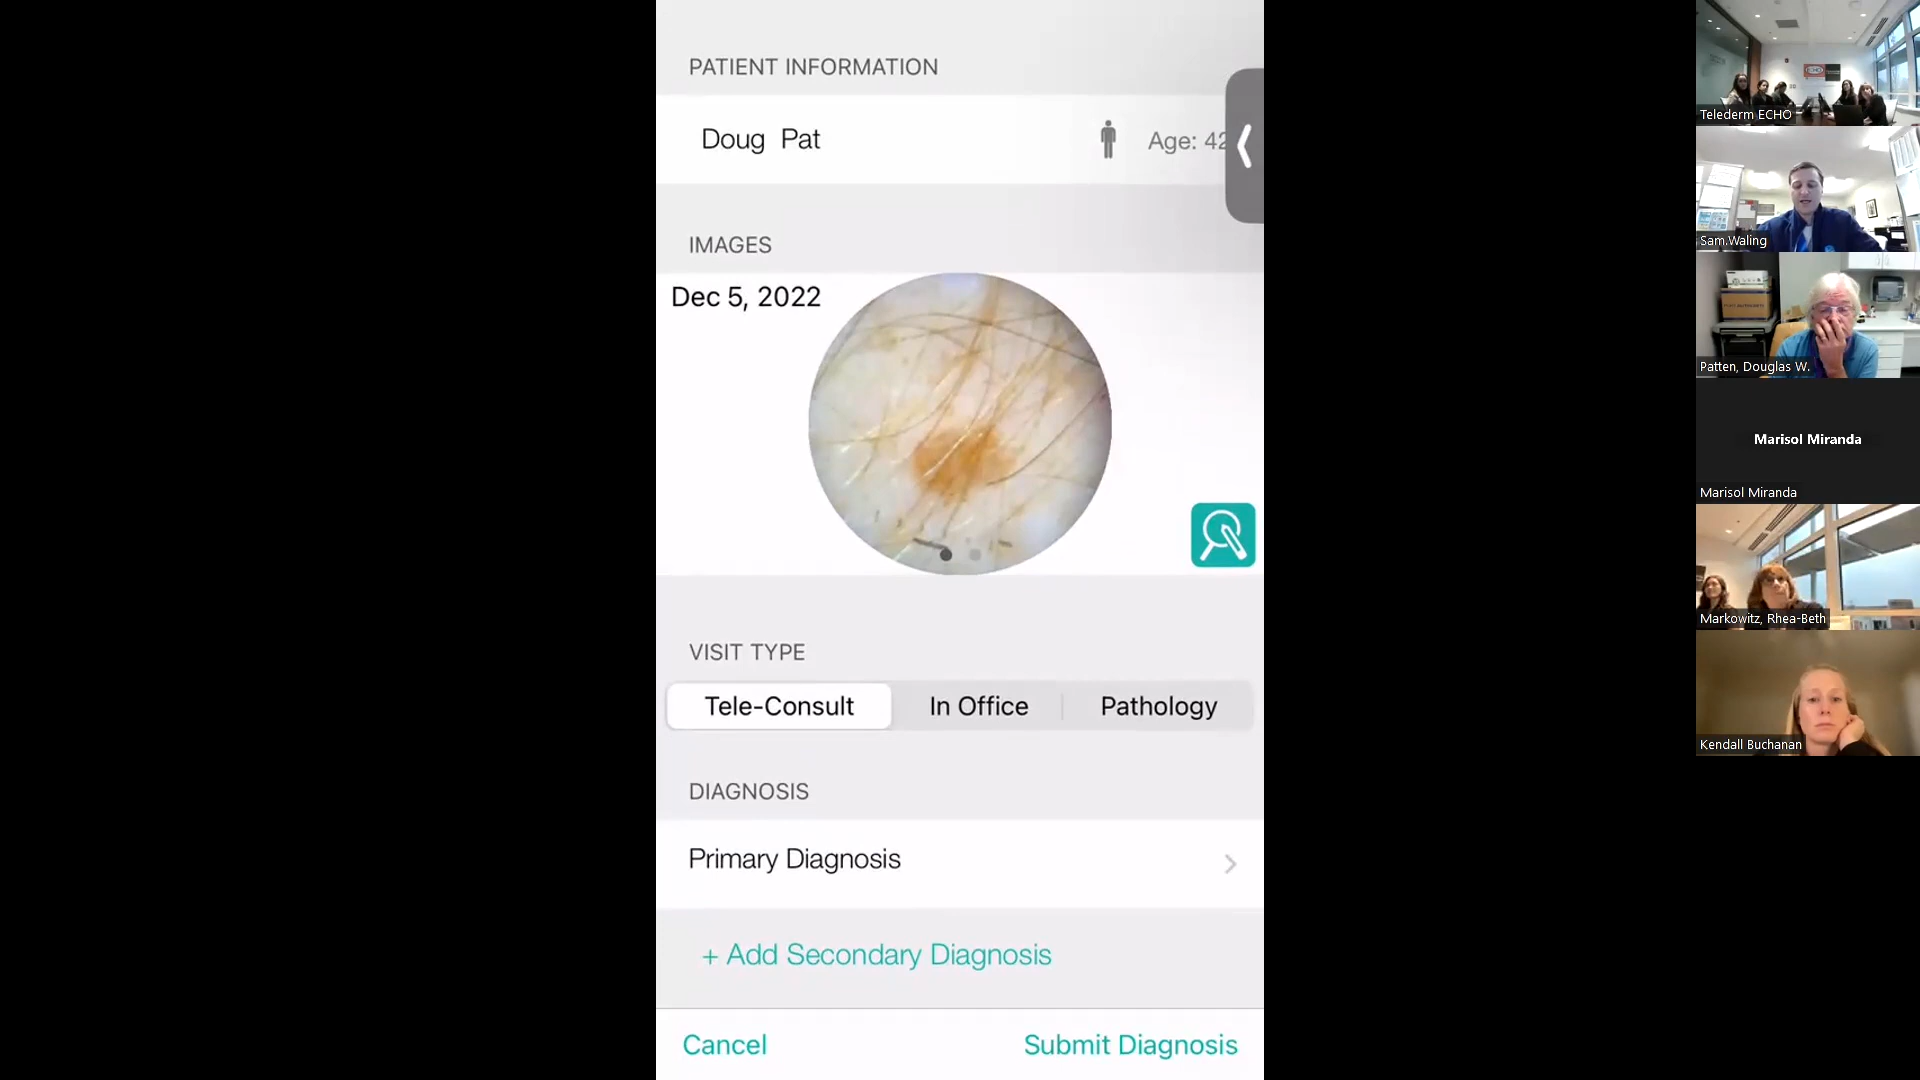 PATIENT INFORMATION
Doug Pat
Age: 42
IMAGES
Dec 5, 2022
VISIT TYPE
Tele-Consult
In Office
Pathology
DIAGNOSIS
Primary Diagnosis
+ Add Secondary Diagnosis
Cancel
Submit Diagnosis
ECHO
Telederm ECHO
Sam.Waling
Patten, Douglas W.
Marisol Miranda
Marisol Miranda
Markowitz, Rhea-Beth
Kendall Buchanan